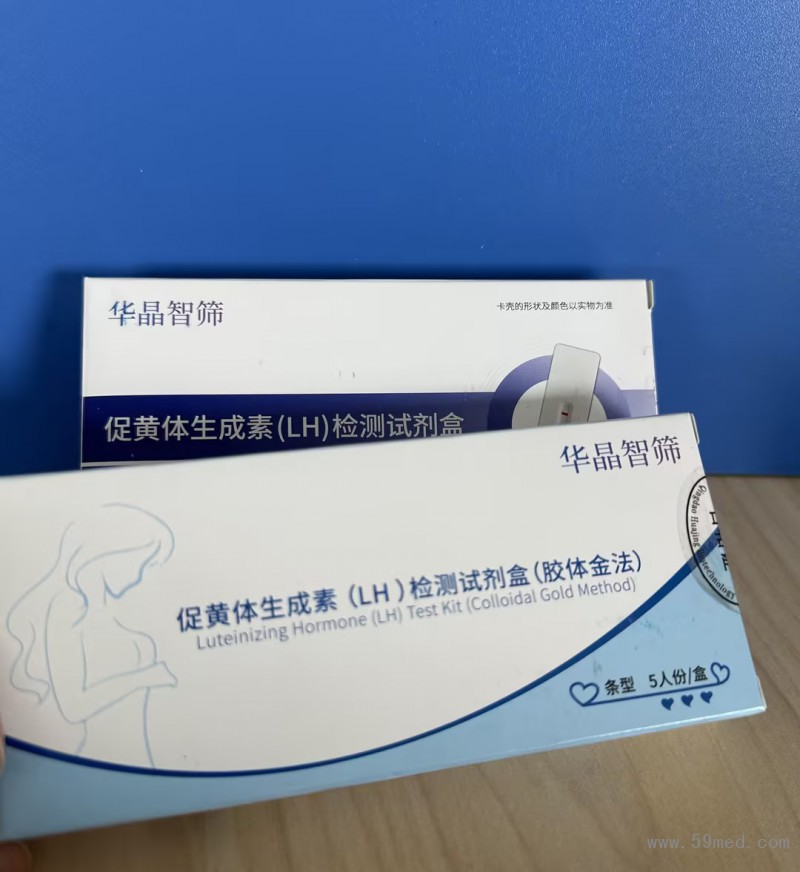 华晶智筛
卡壳的形状及颜色以实物为准
促黄体生成素(LH)检测试剂盒
华晶智筛
促黄体生成素（LH）检测试剂盒（胶体金法）
Luteinizing Hormone (LH) Test Kit (Colloidal Gold Method)
条型 5人份/盒
Qingdao Huajing Biotechnology
www.59med.com